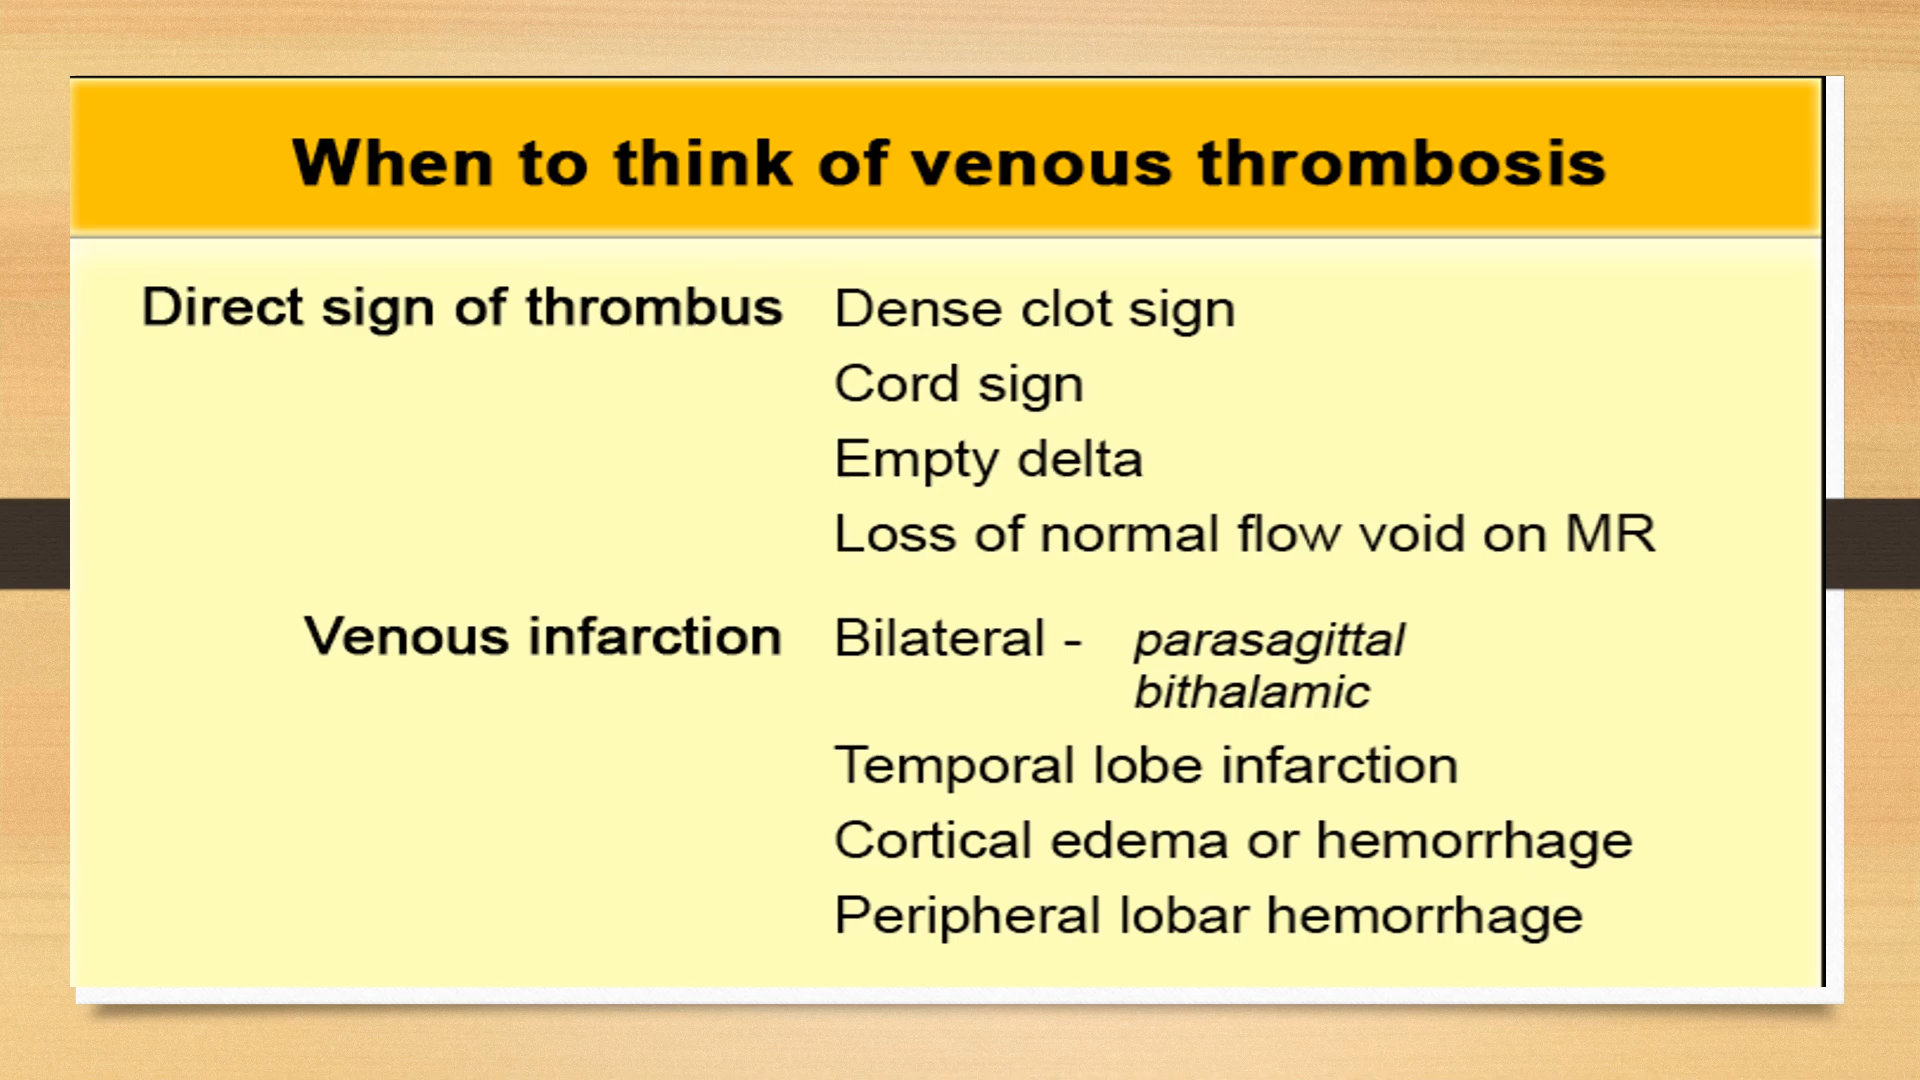 When to think of venous thrombosis
Direct sign of thrombus Dense clot sign
Cord sign
Empty delta
Loss of normal flow void on MR
Venous infarction Bilateral - parasagittal
bithalamic
Temporal lobe infarction
Cortical edema or hemorrhage
Peripheral lobar hemorrhage